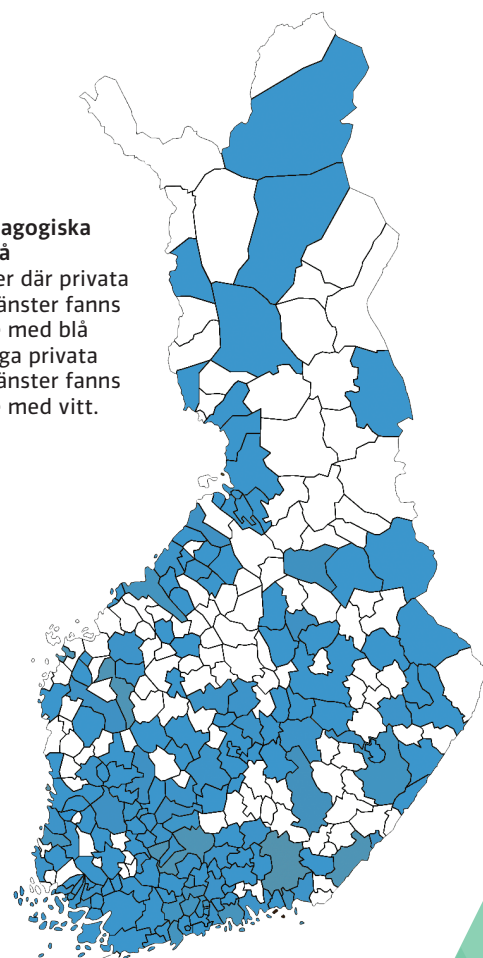 agogiska
å
er där privata
änster fanns
e med blå
ga privata
änster fanns
e med vitt.